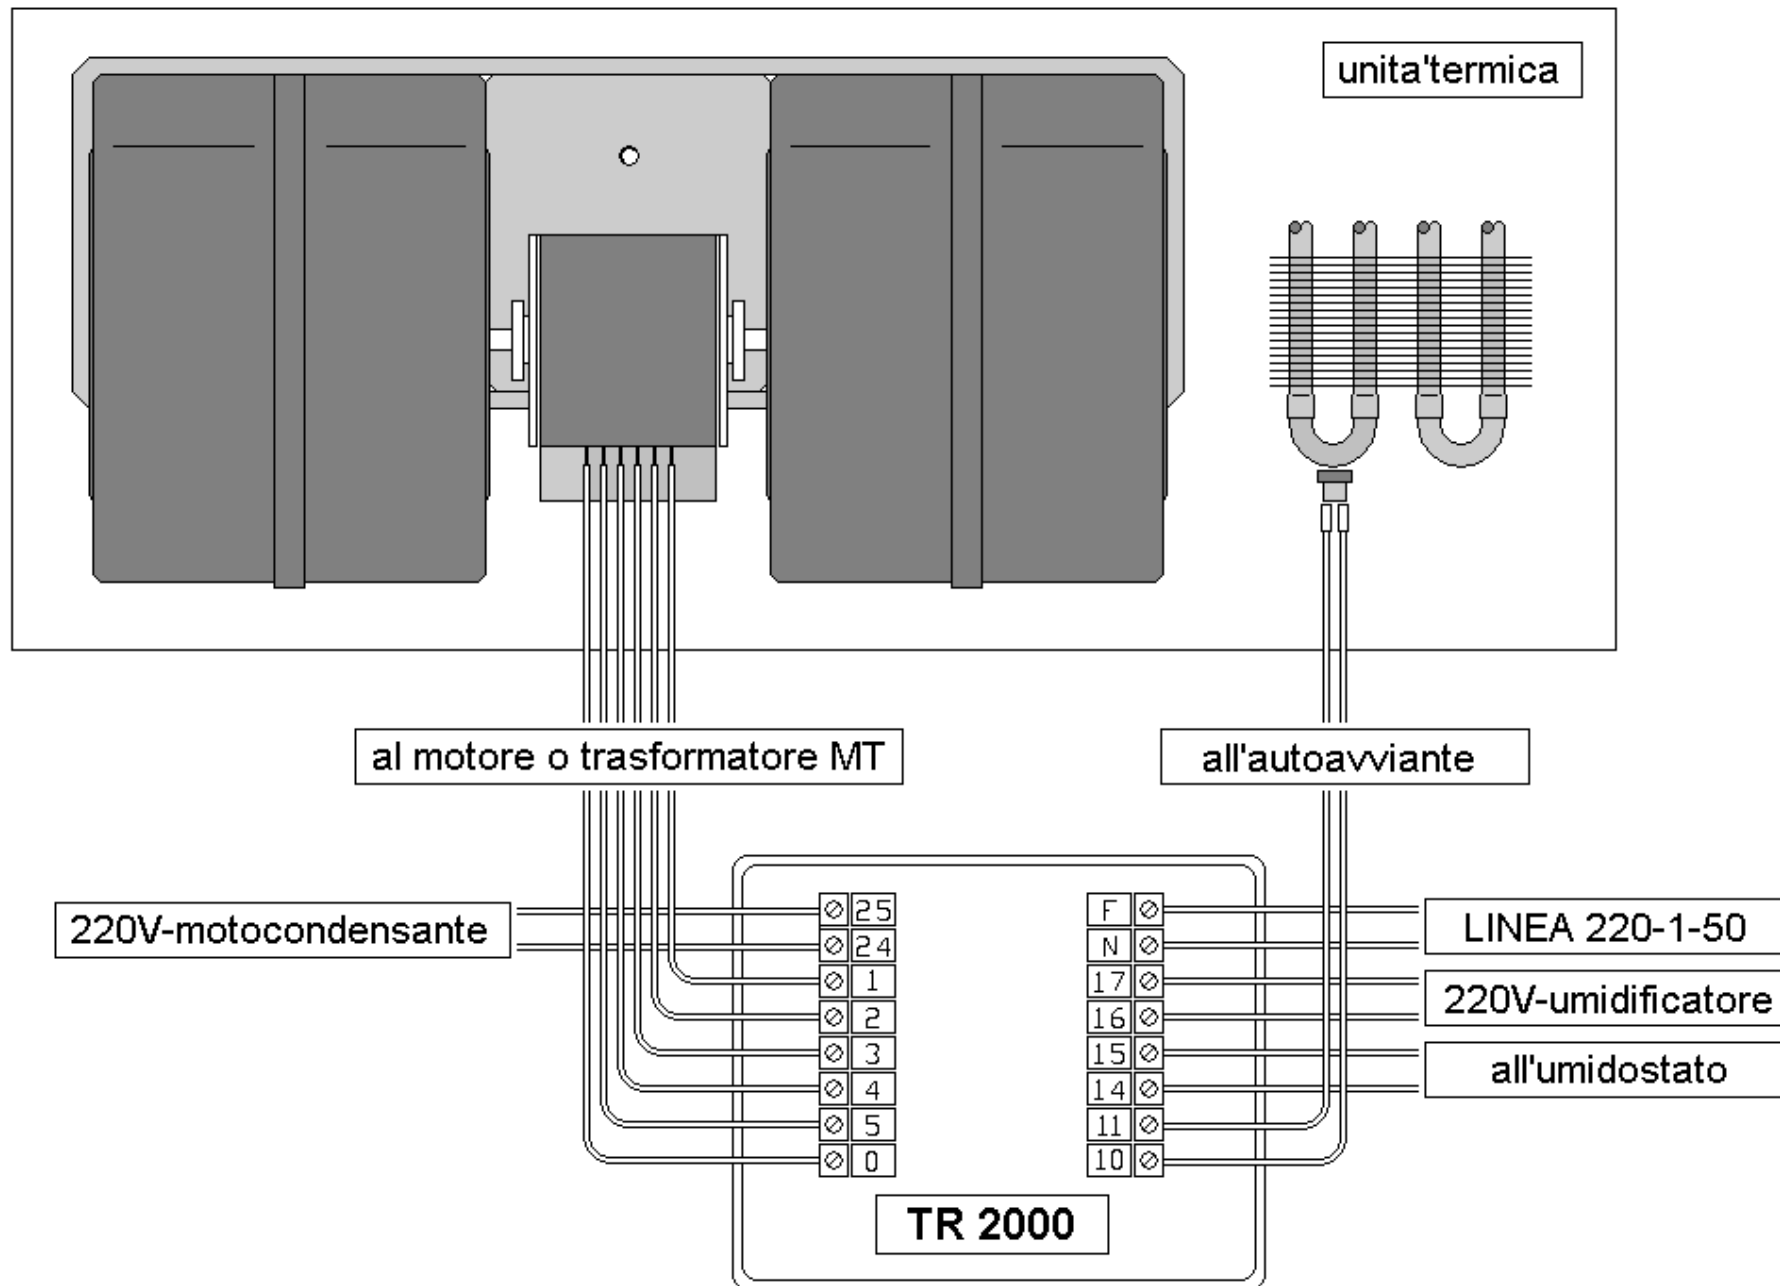 unita'termica
al motore o trasformatore MT
all'autoavviante
220V-motocondensante
25
24
1
2
3
4
5
0
F
N
17
16
15
14
11
10
LINEA 220-1-50
220V-umidificatore
all'umidostato
TR 2000